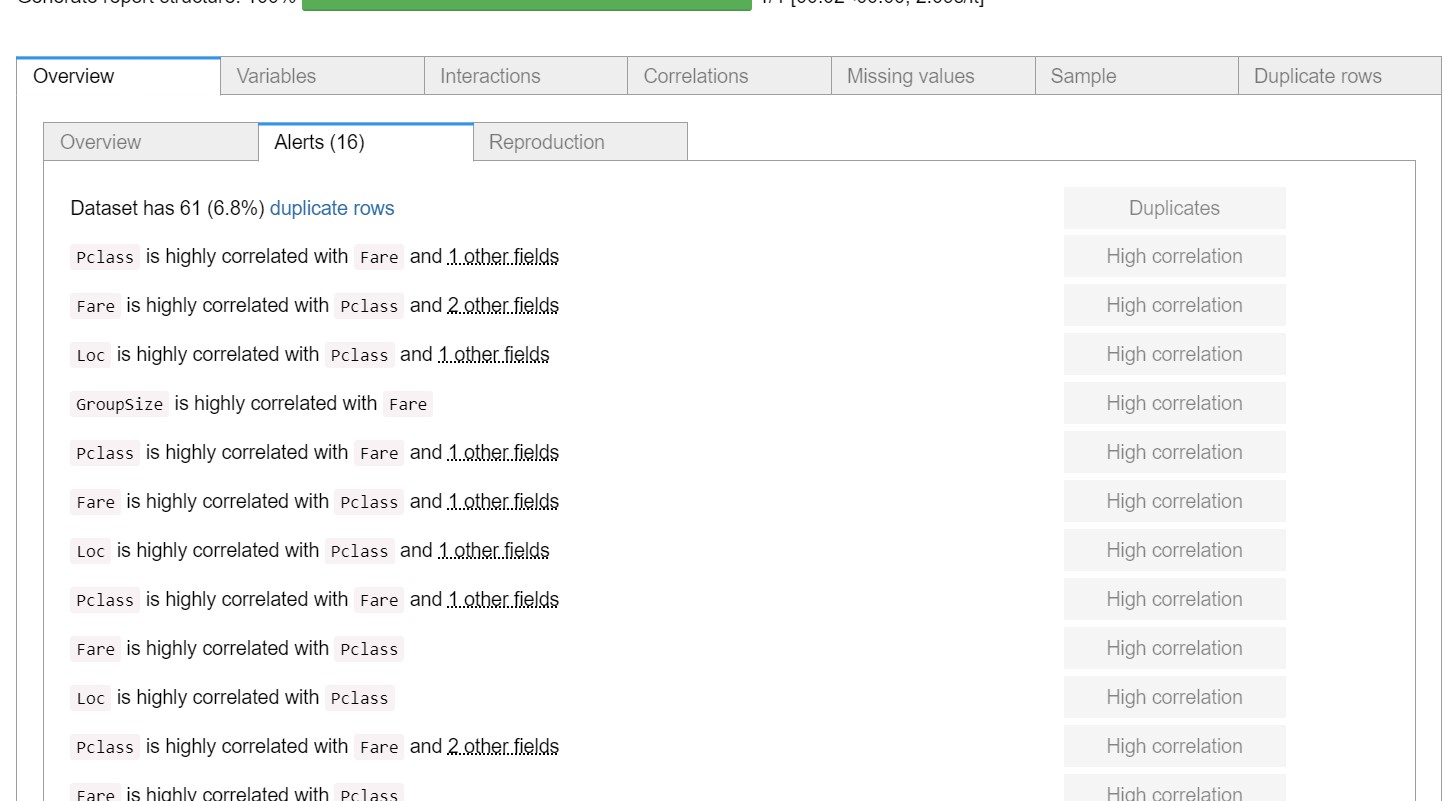 Generate report structure: 100%
Overview Variables Interactions Correlations Missing values Sample Duplicate rows
Overview Alerts (16) Reproduction
Dataset has 61 (6.8%) duplicate rows Duplicates
Pclass is highly correlated with Fare and 1 other fields High correlation
Fare is highly correlated with Pclass and 2 other fields High correlation
Loc is highly correlated with Pclass and 1 other fields High correlation
GroupSize is highly correlated with Fare High correlation
Pclass is highly correlated with Fare and 1 other fields High correlation
Fare is highly correlated with Pclass and 1 other fields High correlation
Loc is highly correlated with Pclass and 1 other fields High correlation
Pclass is highly correlated with Fare and 1 other fields High correlation
Fare is highly correlated with Pclass High correlation
Loc is highly correlated with Pclass High correlation
Pclass is highly correlated with Fare and 2 other fields High correlation
Fare is highly correlated with Pclass High correlation